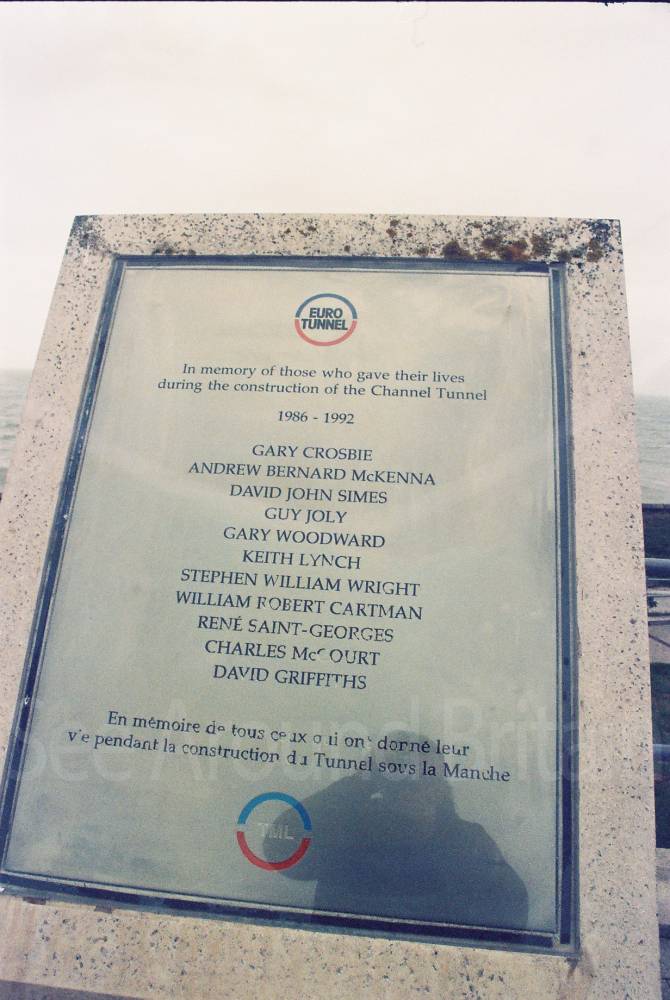 EURO
TUNNEL
In memory of those who gave their lives
during the construction of the Channel Tunnel
1986 - 1992
GARY CROSBIE
ANDREW BERNARD McKENNA
DAVID JOHN SIMES
GUY JOLY
GARY WOODWARD
KEITH LYNCH
STEPHEN WILLIAM WRIGHT
WILLIAM ROBERT CARTMAN
RENÉ SAINT-GEORGES
CHARLES McCOURT
DAVID GRIFFITHS
En mémoire de tous ceux qui ont donné leur
vie pendant la construction du Tunnel sous la Manche
See Around Britain
TML